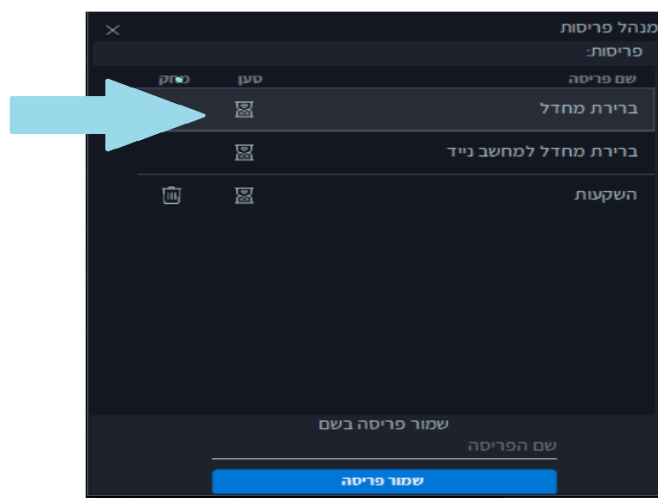 מנהל פריסות
פריסות:
שם פריסה טען מחק
ברירת מחדל
ברירת מחדל למחשב נייד
השקעות
שמור פריסה בשם
שם הפריסה
שמור פריסה